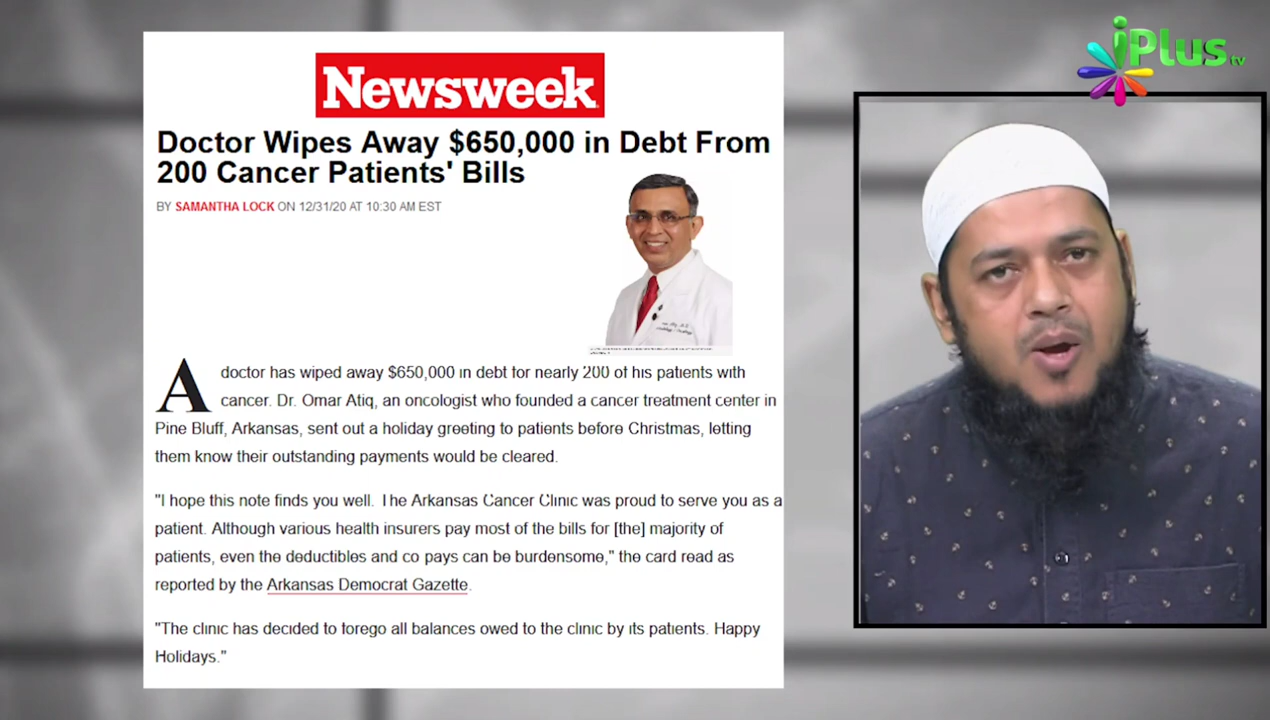 iPlus tv
Newsweek
Doctor Wipes Away $650,000 in Debt From
200 Cancer Patients' Bills
BY SAMANTHA LOCK ON 12/31/20 AT 10:30 AM EST
A doctor has wiped away $650,000 in debt for nearly 200 of his patients with
cancer. Dr. Omar Atiq, an oncologist who founded a cancer treatment center in
Pine Bluff, Arkansas, sent out a holiday greeting to patients before Christmas, letting
them know their outstanding payments would be cleared.
"I hope this note finds you well. The Arkansas Cancer Clinic was proud to serve you as a
patient. Although various health insurers pay most of the bills for [the] majority of
patients, even the deductibles and co pays can be burdensome," the card read as
reported by the Arkansas Democrat Gazette.
"The clinic has decided to forego all balances owed to the clinic by its patients. Happy
Holidays."